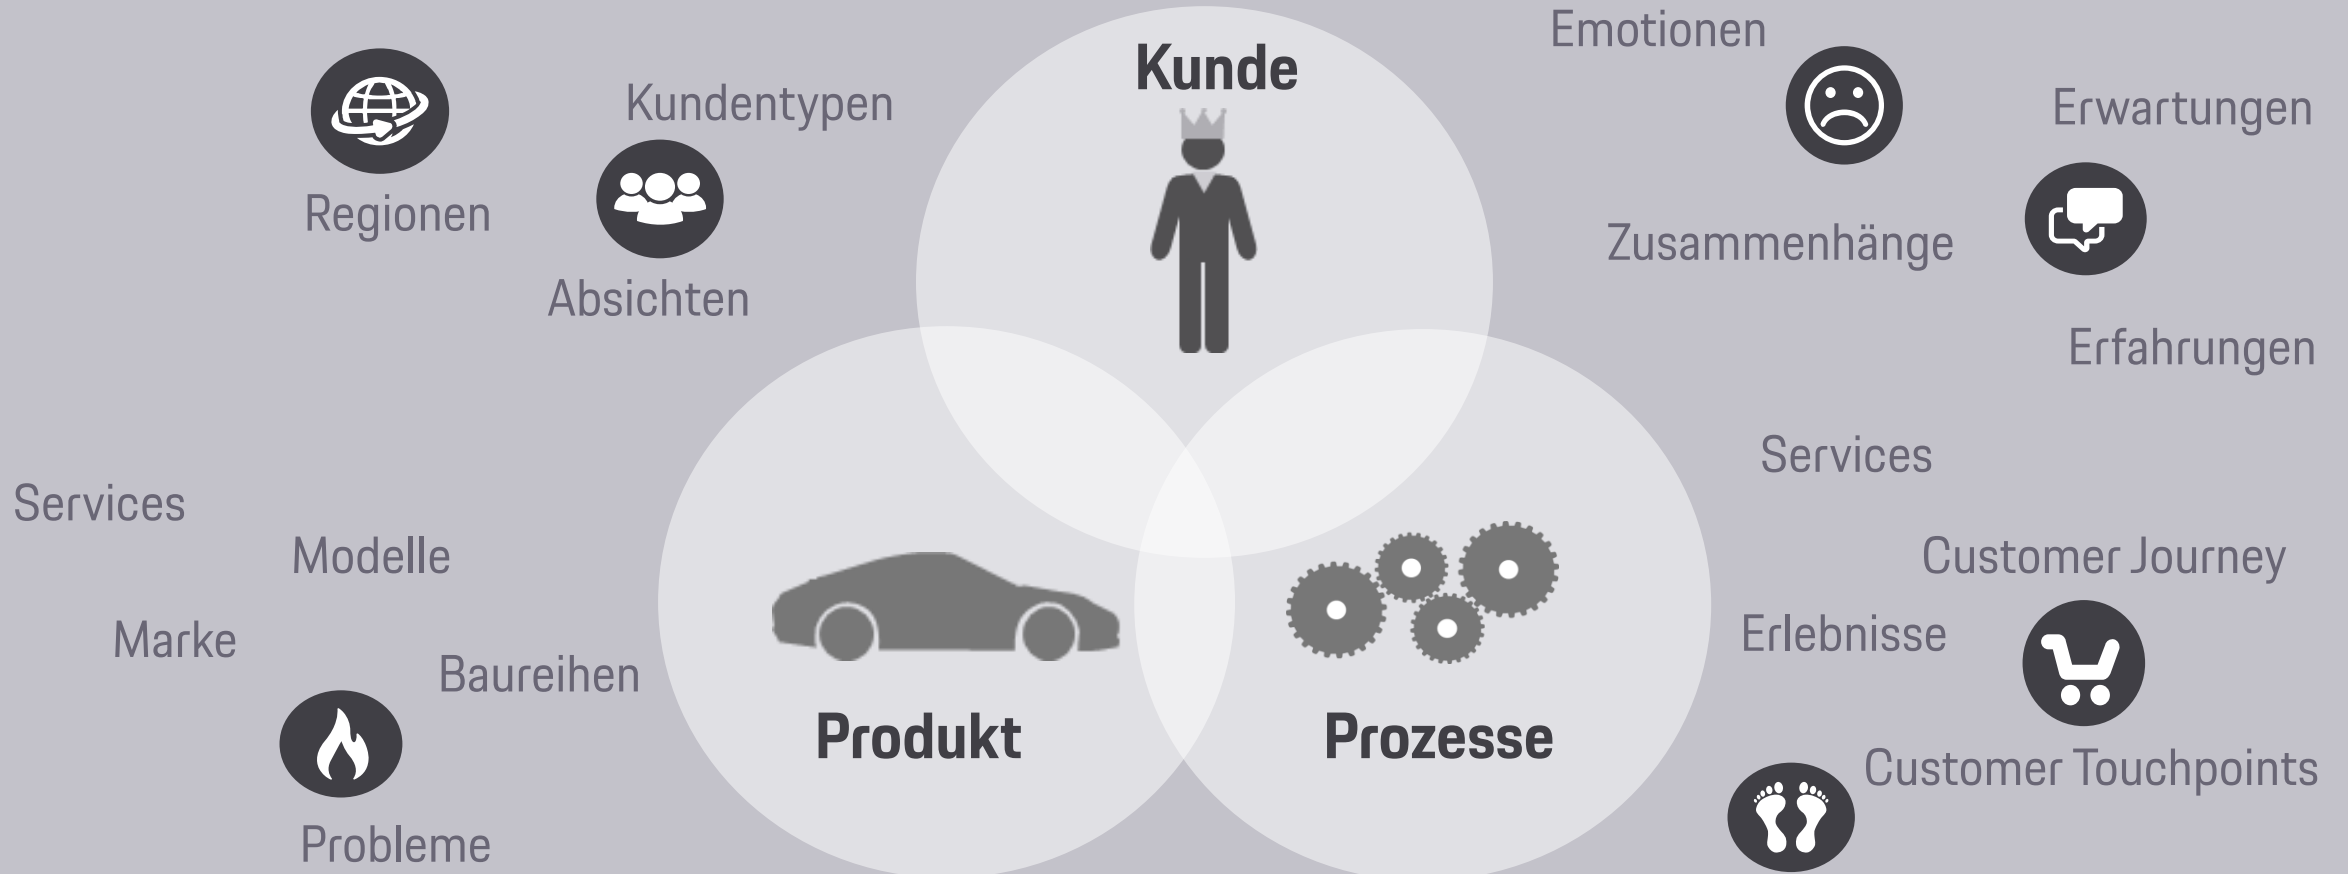 Emotionen
Kunde
Kundentypen
Erwartungen
Regionen
Zusammenhänge
Absichten
Erfahrungen
Services
Services
Modelle
Customer Journey
Marke
Erlebnisse
Baureihen
Produkt
Prozesse
Customer Touchpoints
Probleme